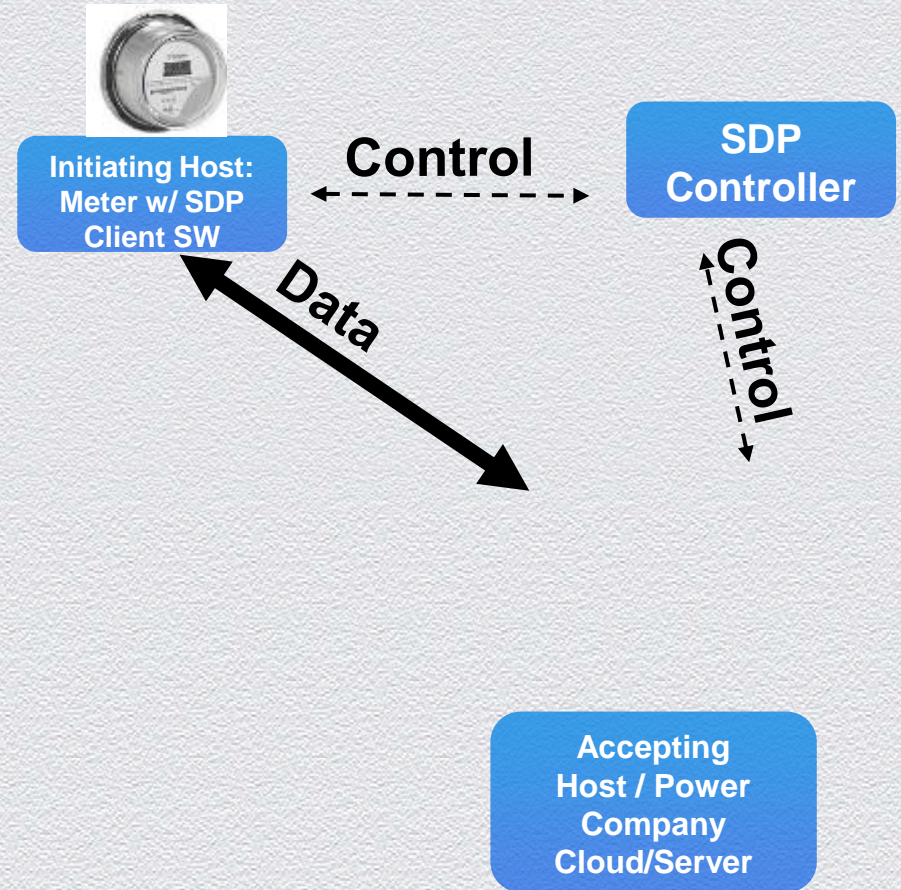 Initiating Host:
Meter w/ SDP
Client SW
Control
SDP
Controller
Data
Control
Accepting
Host / Power
Company
Cloud/Server